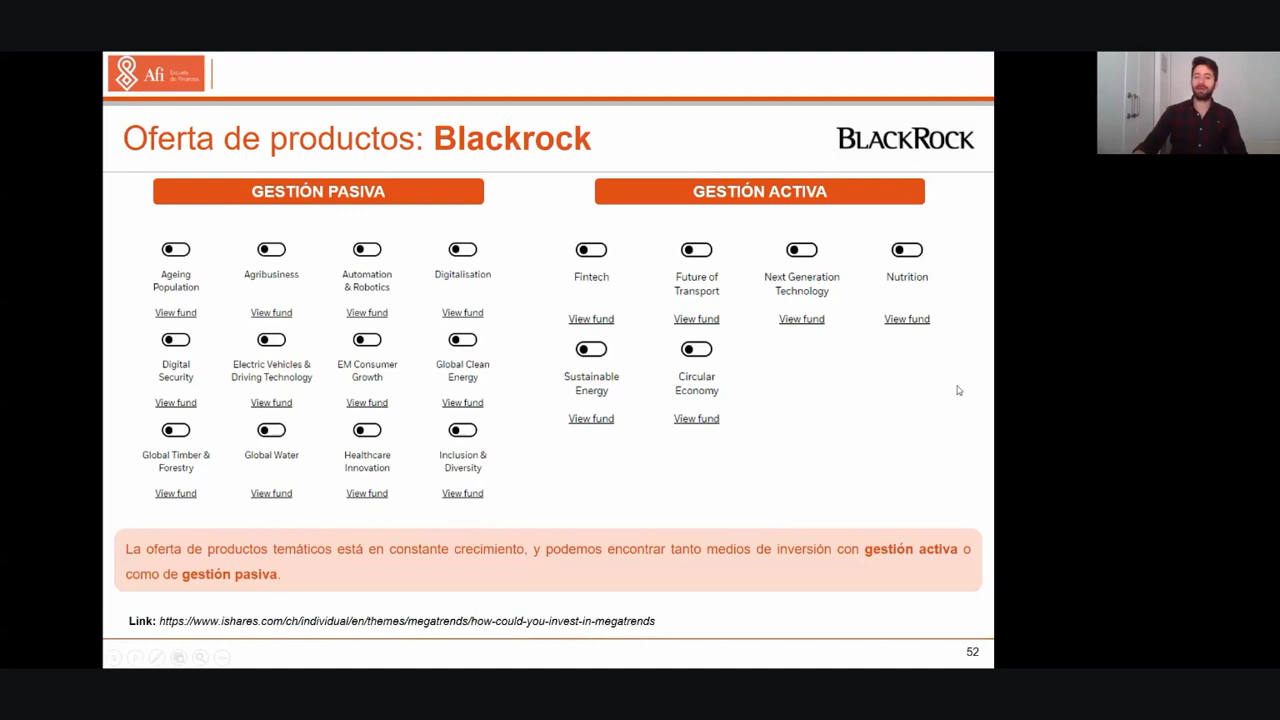 Afi Escuela
de Finanzas
Oferta de productos: Blackrock
BLACKROCK
GESTIÓN PASIVA
GESTIÓN ACTIVA
Ageing
Population
Agribusiness
Automation
& Robotics
Digitalisation
View fund
View fund
View fund
View fund
Digital
Security
Electric Vehicles &
Driving Technology
EM Consumer
Growth
Global Clean
Energy
View fund
View fund
View fund
View fund
Global Timber &
Forestry
Global Water
Healthcare
Innovation
Inclusion &
Diversity
View fund
View fund
View fund
View fund
Fintech
Future of
Transport
Next Generation
Technology
Nutrition
View fund
View fund
View fund
View fund
Sustainable
Energy
Circular
Economy
View fund
View fund
La oferta de productos temáticos está en constante crecimiento, y podemos encontrar tanto medios de inversión con gestión activa o
como de gestión pasiva.
Link: https://www.ishares.com/ch/individual/en/themes/megatrends/how-could-you-invest-in-megatrends
52